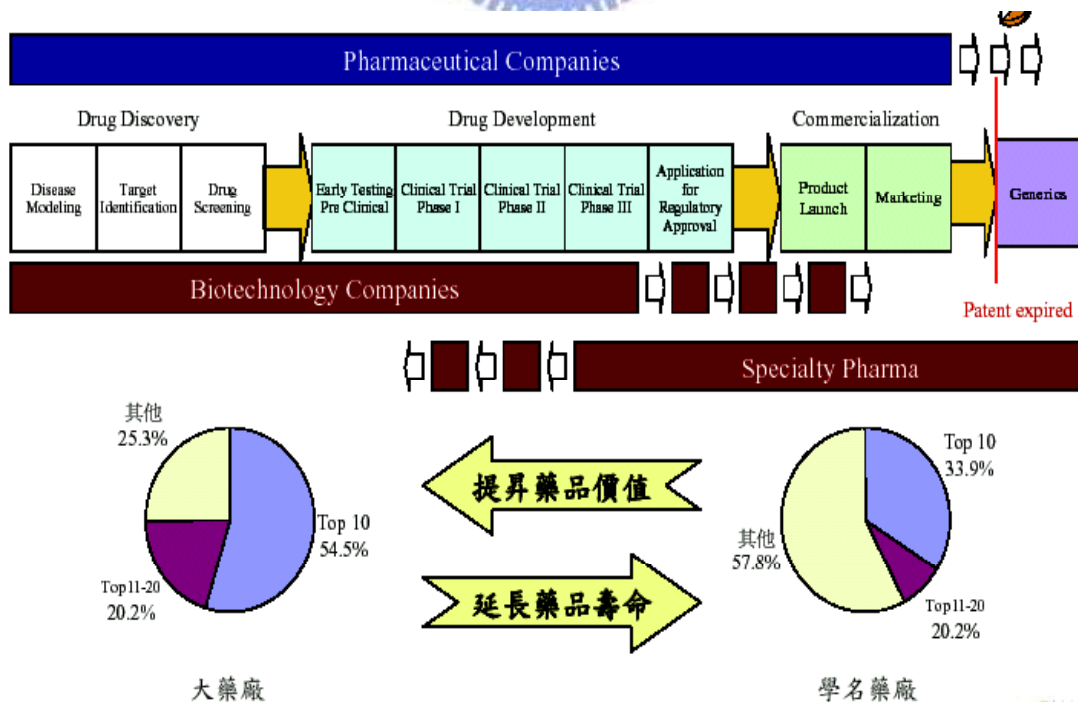 Pharmaceutical Companies
Drug Discovery
Drug Development
Commercialization
Disease
Modeling
Target
Identification
Drug
Screening
Early Testing
Pre Clinical
Clinical Trial
Phase I
Clinical Trial
Phase II
Clinical Trial
Phase III
Application
for
Regulatory
Approval
Product
Launch
Marketing
Generics
Biotechnology Companies
Patent expired
Specialty Pharma
其他
25.3%
Top 10
54.5%
Top11-20
20.2%
大藥廠
提昇藥品價值
延長藥品壽命
Top 10
33.9%
其他
57.8%
Top11-20
20.2%
學名藥廠